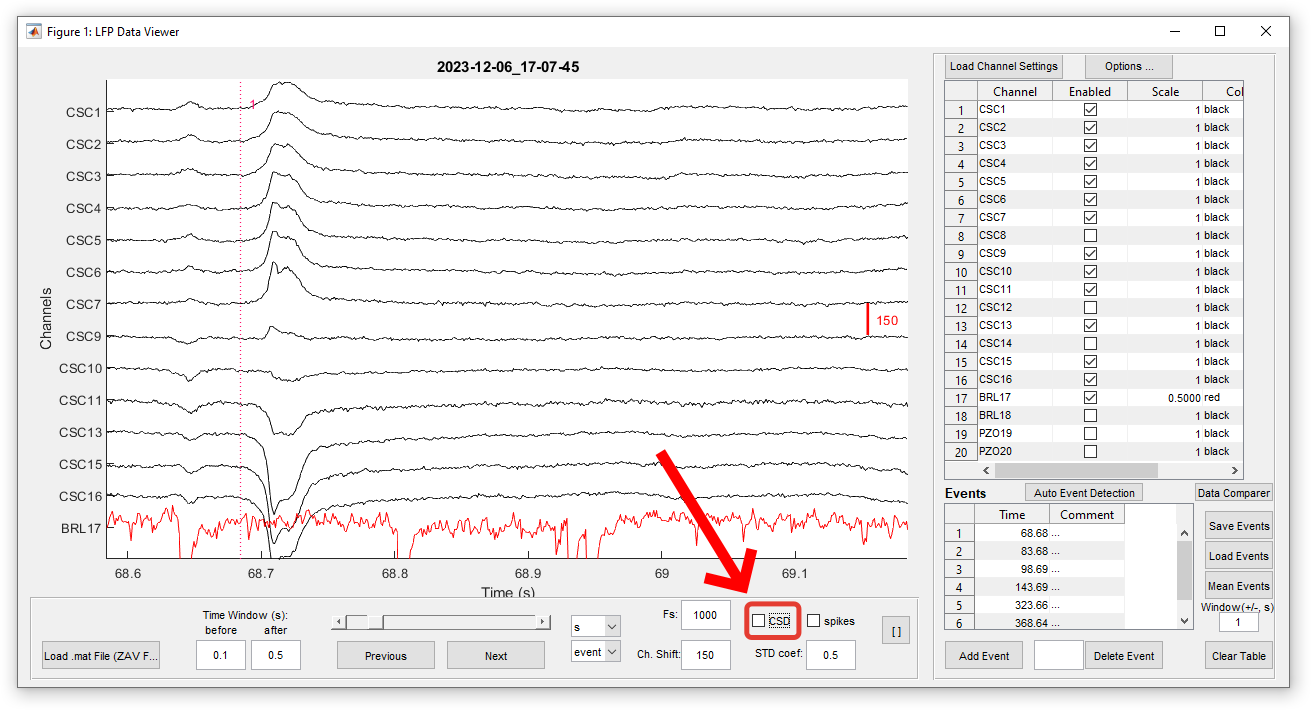 Figure 1: LFP Data Viewer
2023-12-06_17-07-45
Channels
CSC1
CSC2
CSC3
CSC4
CSC5
CSC6
CSC7
CSC9
CSC10
CSC11
CSC13
CSC15
CSC16
BRL17
1
150
68.6 68.7 68.8 68.9 69 69.1
Time (s)
Load Channel Settings Options ...
Channel Enabled Scale Col
1 CSC1 1 black
2 CSC2 1 black
3 CSC3 1 black
4 CSC4 1 black
5 CSC5 1 black
6 CSC6 1 black
7 CSC7 1 black
8 CSC8 1 black
9 CSC9 1 black
10 CSC10 1 black
11 CSC11 1 black
12 CSC12 1 black
13 CSC13 1 black
14 CSC14 1 black
15 CSC15 1 black
16 CSC16 1 black
17 BRL17 0.5000 red
18 BRL18 1 black
19 PZO19 1 black
20 PZO20 1 black
Events Auto Event Detection Data Comparer
Time Comment
1 68.68 ...
2 83.68 ...
3 98.69 ...
4 143.69 ...
5 323.66 ...
6 368.64 ...
Save Events
Load Events
Mean Events
Window(+/-, s)
1
Add Event Delete Event Clear Table
Time Window (s):
before after
Load .mat File (ZAV F... 0.1 0.5
Previous Next
s
event
Fs: 1000
Ch. Shift: 150
CSD spikes
STD coef: 0.5
[ ]